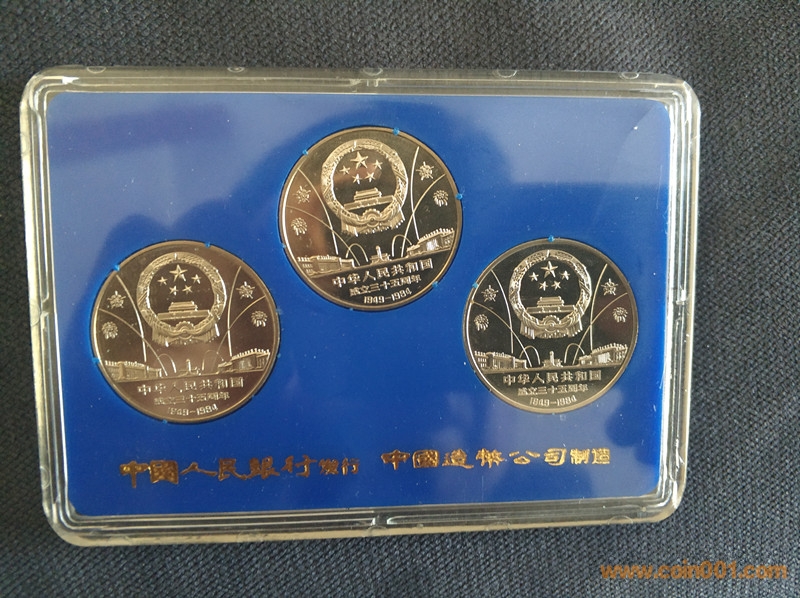 中华人民共和国
成立三十五周年
1949-1984
中华人民共和国
成立三十五周年
1949-1984
中华人民共和国
成立三十五周年
1949-1984
中國人民銀行发行 中國造幣公司制造
www.coin001.com